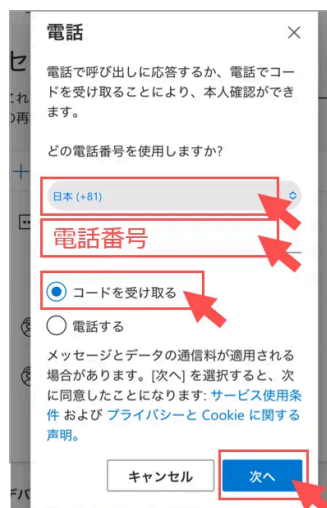 電話
電話で呼び出しに応答するか、電話でコー
ドを受け取ることにより、本人確認ができ
ます。
どの電話番号を使用しますか?
日本 (+81)
電話番号
コードを受け取る
電話する
メッセージとデータの通信料が適用される
場合があります。[次へ] を選択すると、次
に同意したことになります: サービス使用条
件 および プライバシーと Cookie に関する
声明。
キャンセル
次へ